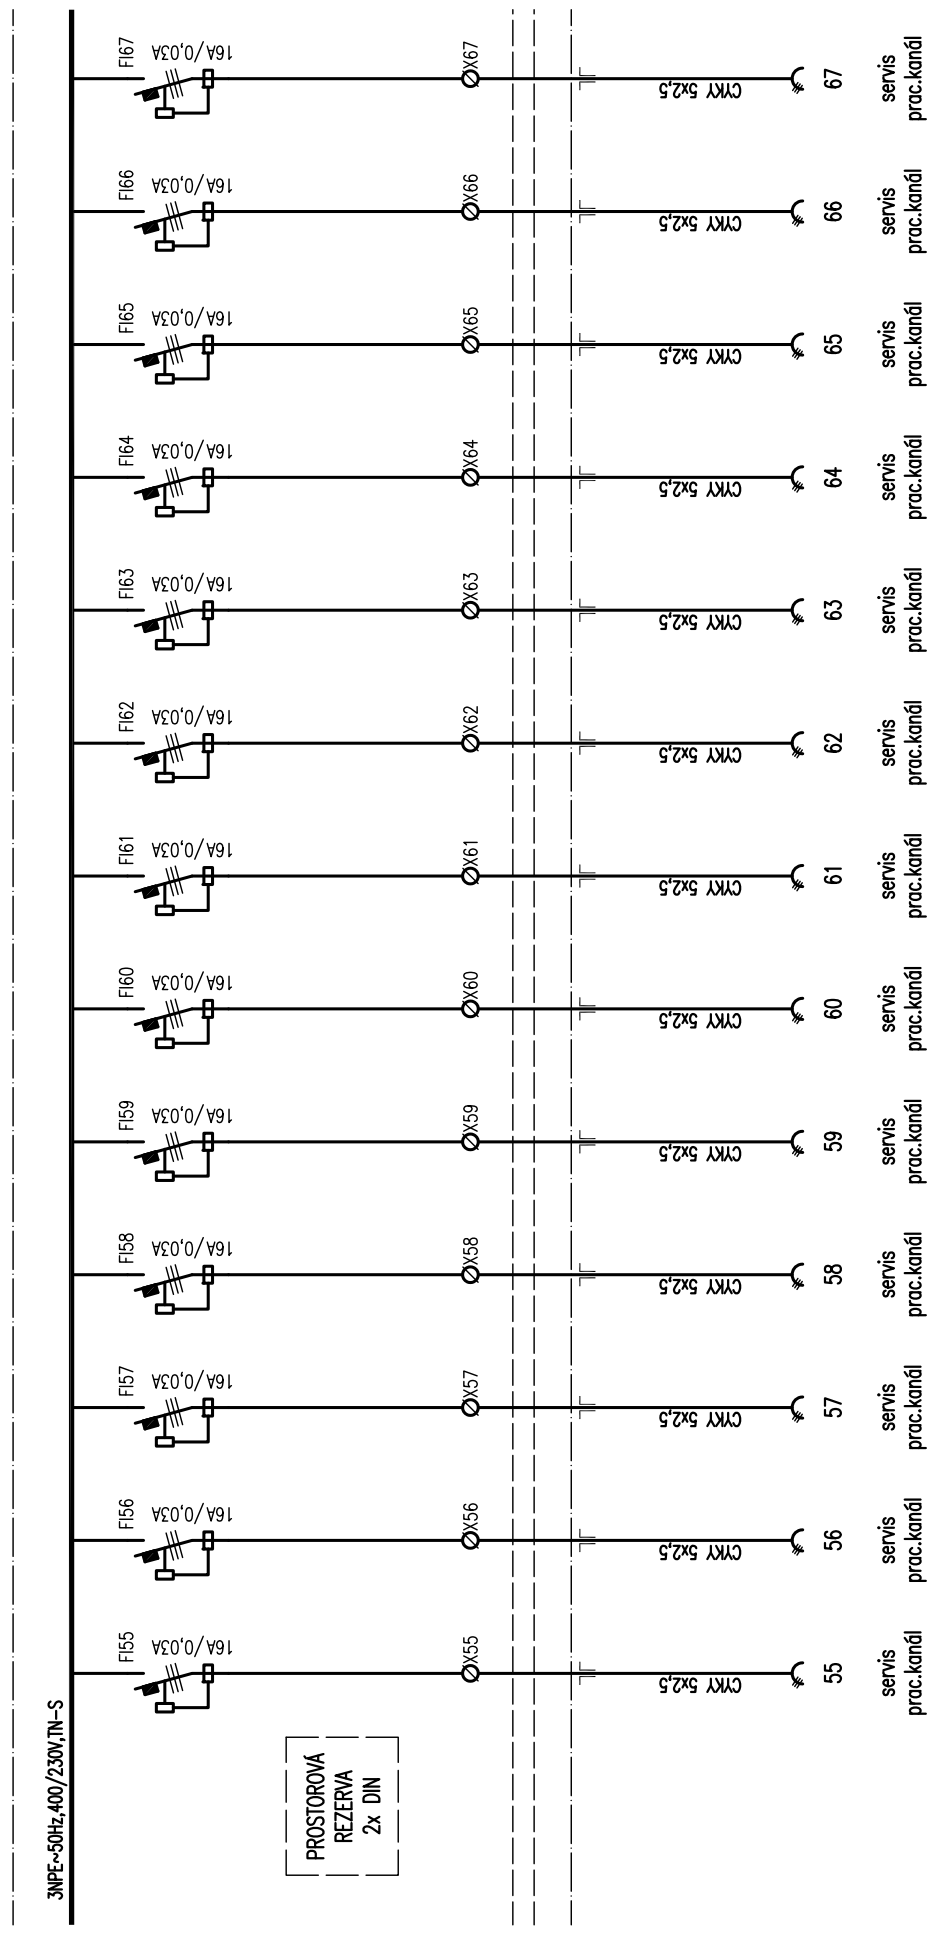 3NPE~50Hz,400/230V,TN-S
PROSTOROVÁ
REZERVA
2x DIN
FI55
16A/0,03A
X55
CYKY 5x2,5
55
servis
prac.kanál
FI56
16A/0,03A
X56
CYKY 5x2,5
56
servis
prac.kanál
FI57
16A/0,03A
X57
CYKY 5x2,5
57
servis
prac.kanál
FI58
16A/0,03A
X58
CYKY 5x2,5
58
servis
prac.kanál
FI59
16A/0,03A
X59
CYKY 5x2,5
59
servis
prac.kanál
FI60
16A/0,03A
X60
CYKY 5x2,5
60
servis
prac.kanál
FI61
16A/0,03A
X61
CYKY 5x2,5
61
servis
prac.kanál
FI62
16A/0,03A
X62
CYKY 5x2,5
62
servis
prac.kanál
FI63
16A/0,03A
X63
CYKY 5x2,5
63
servis
prac.kanál
FI64
16A/0,03A
X64
CYKY 5x2,5
64
servis
prac.kanál
FI65
16A/0,03A
X65
CYKY 5x2,5
65
servis
prac.kanál
FI66
16A/0,03A
X66
CYKY 5x2,5
66
servis
prac.kanál
FI67
16A/0,03A
X67
CYKY 5x2,5
67
servis
prac.kanál